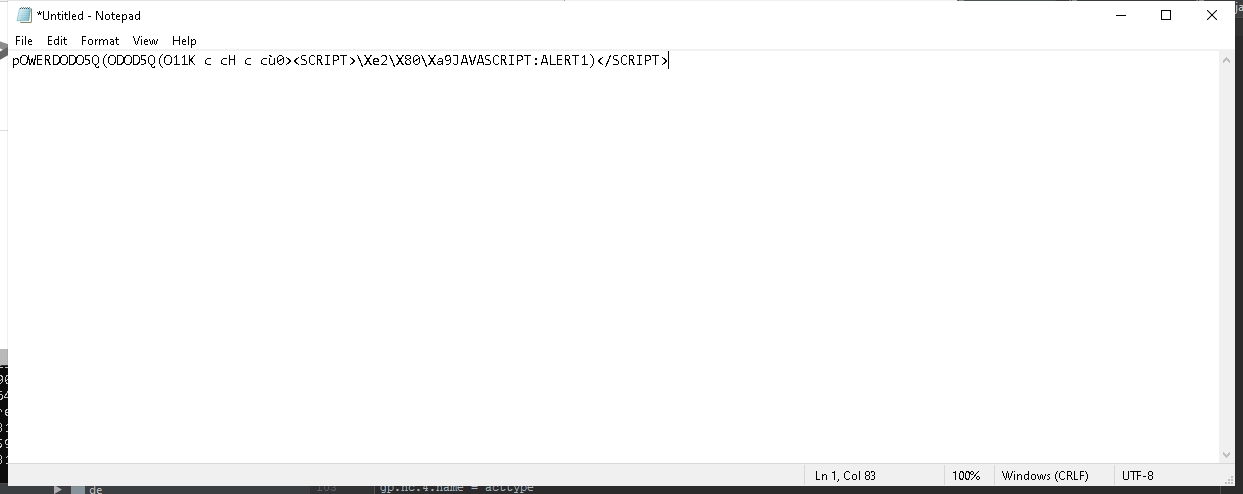 *Untitled - Notepad
File Edit Format View Help
pOWERDODO5Q(ODOD5Q(O11K c cH c cù0><SCRIPT>\Xe2\X80\Xa9JAVASCRIPT:ALERT1)</SCRIPT>
Ln 1, Col 83 100% Windows (CRLF) UTF-8
de